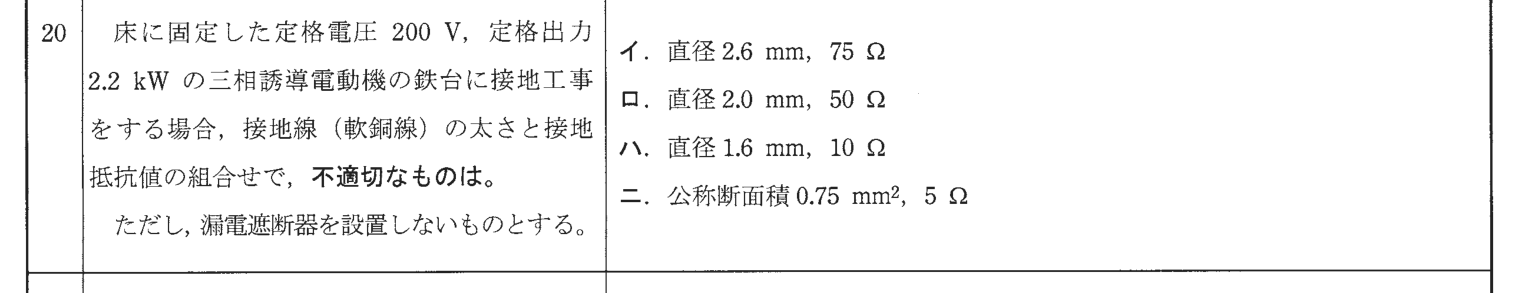 20
床に固定した定格電圧 200 V, 定格出力
2.2 kW の三相誘導電動機の鉄台に接地工事
をする場合, 接地線（軟銅線）の太さと接地
抵抗値の組合せで, 不適切なものは。
ただし, 漏電遮断器を設置しないものとする。
イ. 直径 2.6 mm, 75 Ω
ロ. 直径 2.0 mm, 50 Ω
ハ. 直径 1.6 mm, 10 Ω
ニ. 公称断面積 0.75 mm², 5 Ω